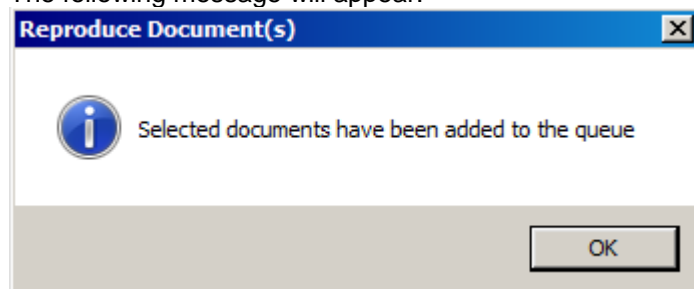 The following message will appear:
Reproduce Document(s)
Selected documents have been added to the queue
OK